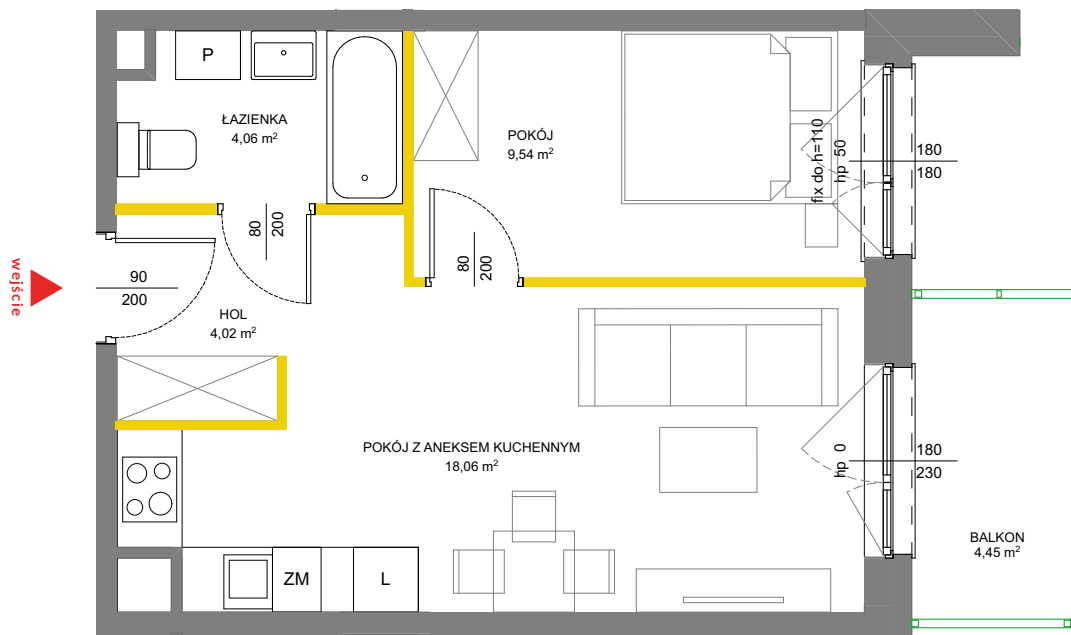 P
ŁAZIENKA
4,06 m²
POKÓJ
9,54 m²
fix do h=110
hp 50
180
180
80
200
80
200
wejście
90
200
HOL
4,02 m²
POKÓJ Z ANEKSEM KUCHENNYM
18,06 m²
hp 0
180
230
BALKON
4,45 m²
ZM
L